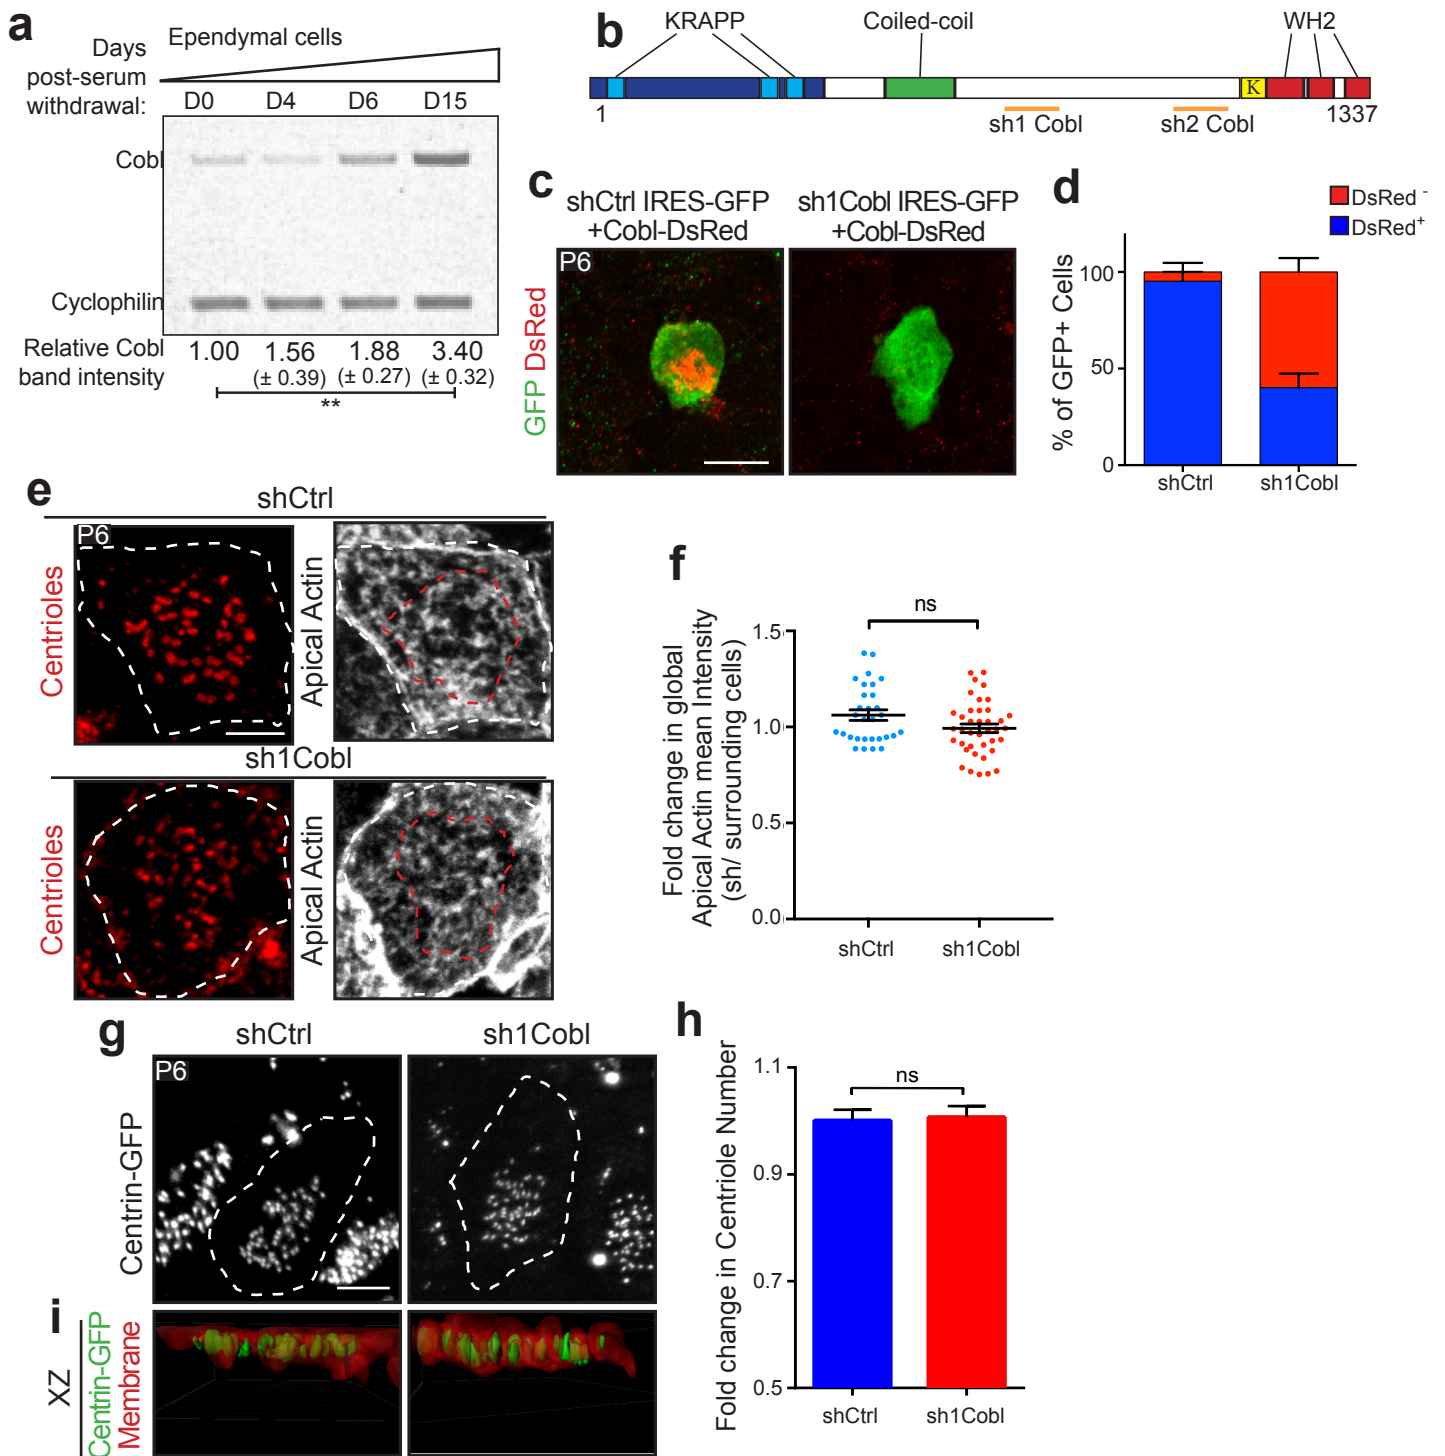 a
Ependymal cells
Days
post-serum
withdrawal:
D0 D4 D6 D15
Cobl
Cyclophilin
Relative Cobl
band intensity
1.00 1.56 1.88 3.40
(± 0.39) (± 0.27) (± 0.32)
**
b
KRAPP Coiled-coil WH2
K
1 sh1 Cobl sh2 Cobl 1337
c
shCtrl IRES-GFP
+Cobl-DsRed
sh1Cobl IRES-GFP
+Cobl-DsRed
P6
GFP DsRed
d
DsRed -
DsRed+
% of GFP+ Cells
100
50
0
shCtrl sh1Cobl
e
shCtrl
P6
Centrioles
Apical Actin
sh1Cobl
Centrioles
Apical Actin
f
Fold change in global
Apical Actin mean Intensity
(sh/ surrounding cells)
ns
1.5
1.0
0.5
0.0
shCtrl sh1Cobl
g
shCtrl sh1Cobl
P6
Centrin-GFP
h
Fold change in Centriole Number
ns
1.1
0.9
0.7
0.5
shCtrl sh1Cobl
i
XZ
Centrin-GFP
Membrane